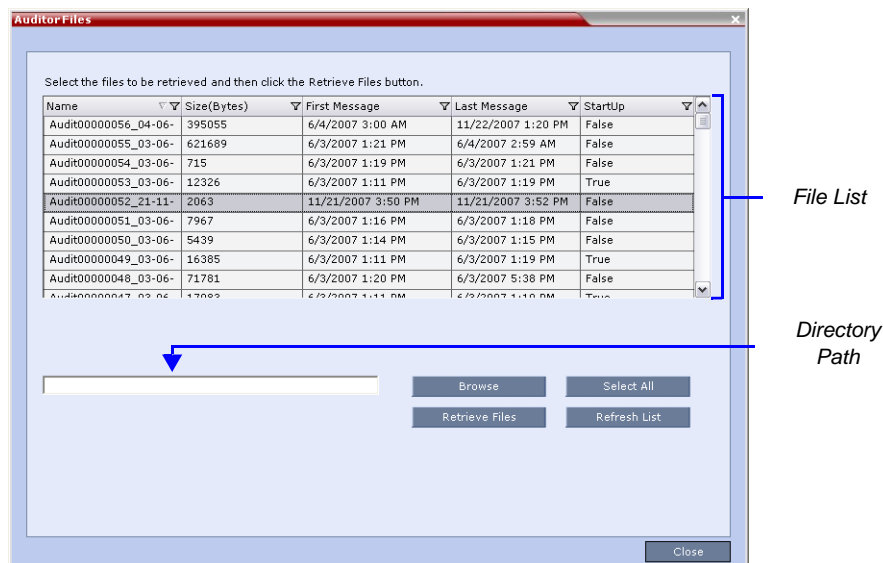 Auditor Files
Select the files to be retrieved and then click the Retrieve Files button.
Name Size(Bytes) First Message Last Message StartUp
Audit00000056_04-06- 395055 6/4/2007 3:00 AM 11/22/2007 1:20 PM False
Audit00000055_03-06- 621689 6/3/2007 1:21 PM 6/4/2007 2:59 AM False
Audit00000054_03-06- 715 6/3/2007 1:19 PM 6/3/2007 1:21 PM False
Audit00000053_03-06- 12326 6/3/2007 1:11 PM 6/3/2007 1:19 PM True
Audit00000052_21-11- 2063 11/21/2007 3:50 PM 11/21/2007 3:52 PM False
File List
Audit00000051_03-06- 7967 6/3/2007 1:16 PM 6/3/2007 1:18 PM False
Audit00000050_03-06- 5439 6/3/2007 1:14 PM 6/3/2007 1:15 PM False
Audit00000049_03-06- 16385 6/3/2007 1:11 PM 6/3/2007 1:19 PM True
Audit00000048_03-06- 71781 6/3/2007 1:20 PM 6/3/2007 5:38 PM False
Directory
Path
Browse Select All
Retrieve Files Refresh List
Close